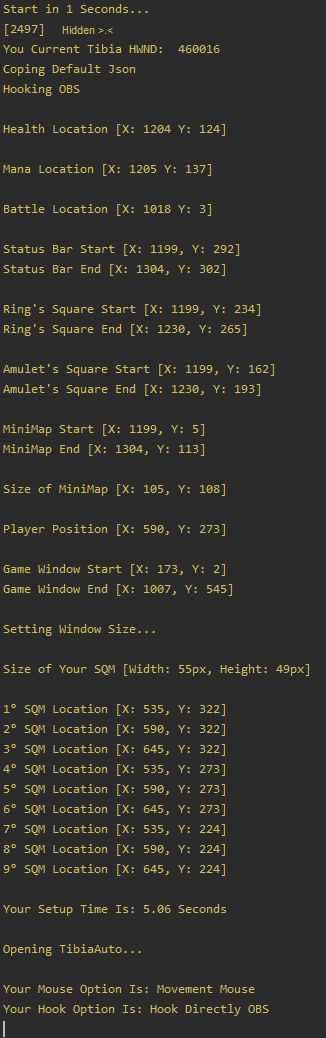 Start in 1 Seconds...
[2497] Hidden >.<
You Current Tibia HWND: 460016
Coping Default Json
Hooking OBS
Health Location [X: 1204 Y: 124]
Mana Location [X: 1205 Y: 137]
Battle Location [X: 1018 Y: 3]
Status Bar Start [X: 1199, Y: 292]
Status Bar End [X: 1304, Y: 302]
Ring's Square Start [X: 1199, Y: 234]
Ring's Square End [X: 1230, Y: 265]
Amulet's Square Start [X: 1199, Y: 162]
Amulet's Square End [X: 1230, Y: 193]
MiniMap Start [X: 1199, Y: 5]
MiniMap End [X: 1304, Y: 113]
Size of MiniMap [X: 105, Y: 108]
Player Position [X: 590, Y: 273]
Game Window Start [X: 173, Y: 2]
Game Window End [X: 1007, Y: 545]
Setting Window Size...
Size of Your SQM [Width: 55px, Height: 49px]
1° SQM Location [X: 535, Y: 322]
2° SQM Location [X: 590, Y: 322]
3° SQM Location [X: 645, Y: 322]
4° SQM Location [X: 535, Y: 273]
5° SQM Location [X: 590, Y: 273]
6° SQM Location [X: 645, Y: 273]
7° SQM Location [X: 535, Y: 224]
8° SQM Location [X: 590, Y: 224]
9° SQM Location [X: 645, Y: 224]
Your Setup Time Is: 5.06 Seconds
Opening TibiaAuto...
Your Mouse Option Is: Movement Mouse
Your Hook Option Is: Hook Directly OBS